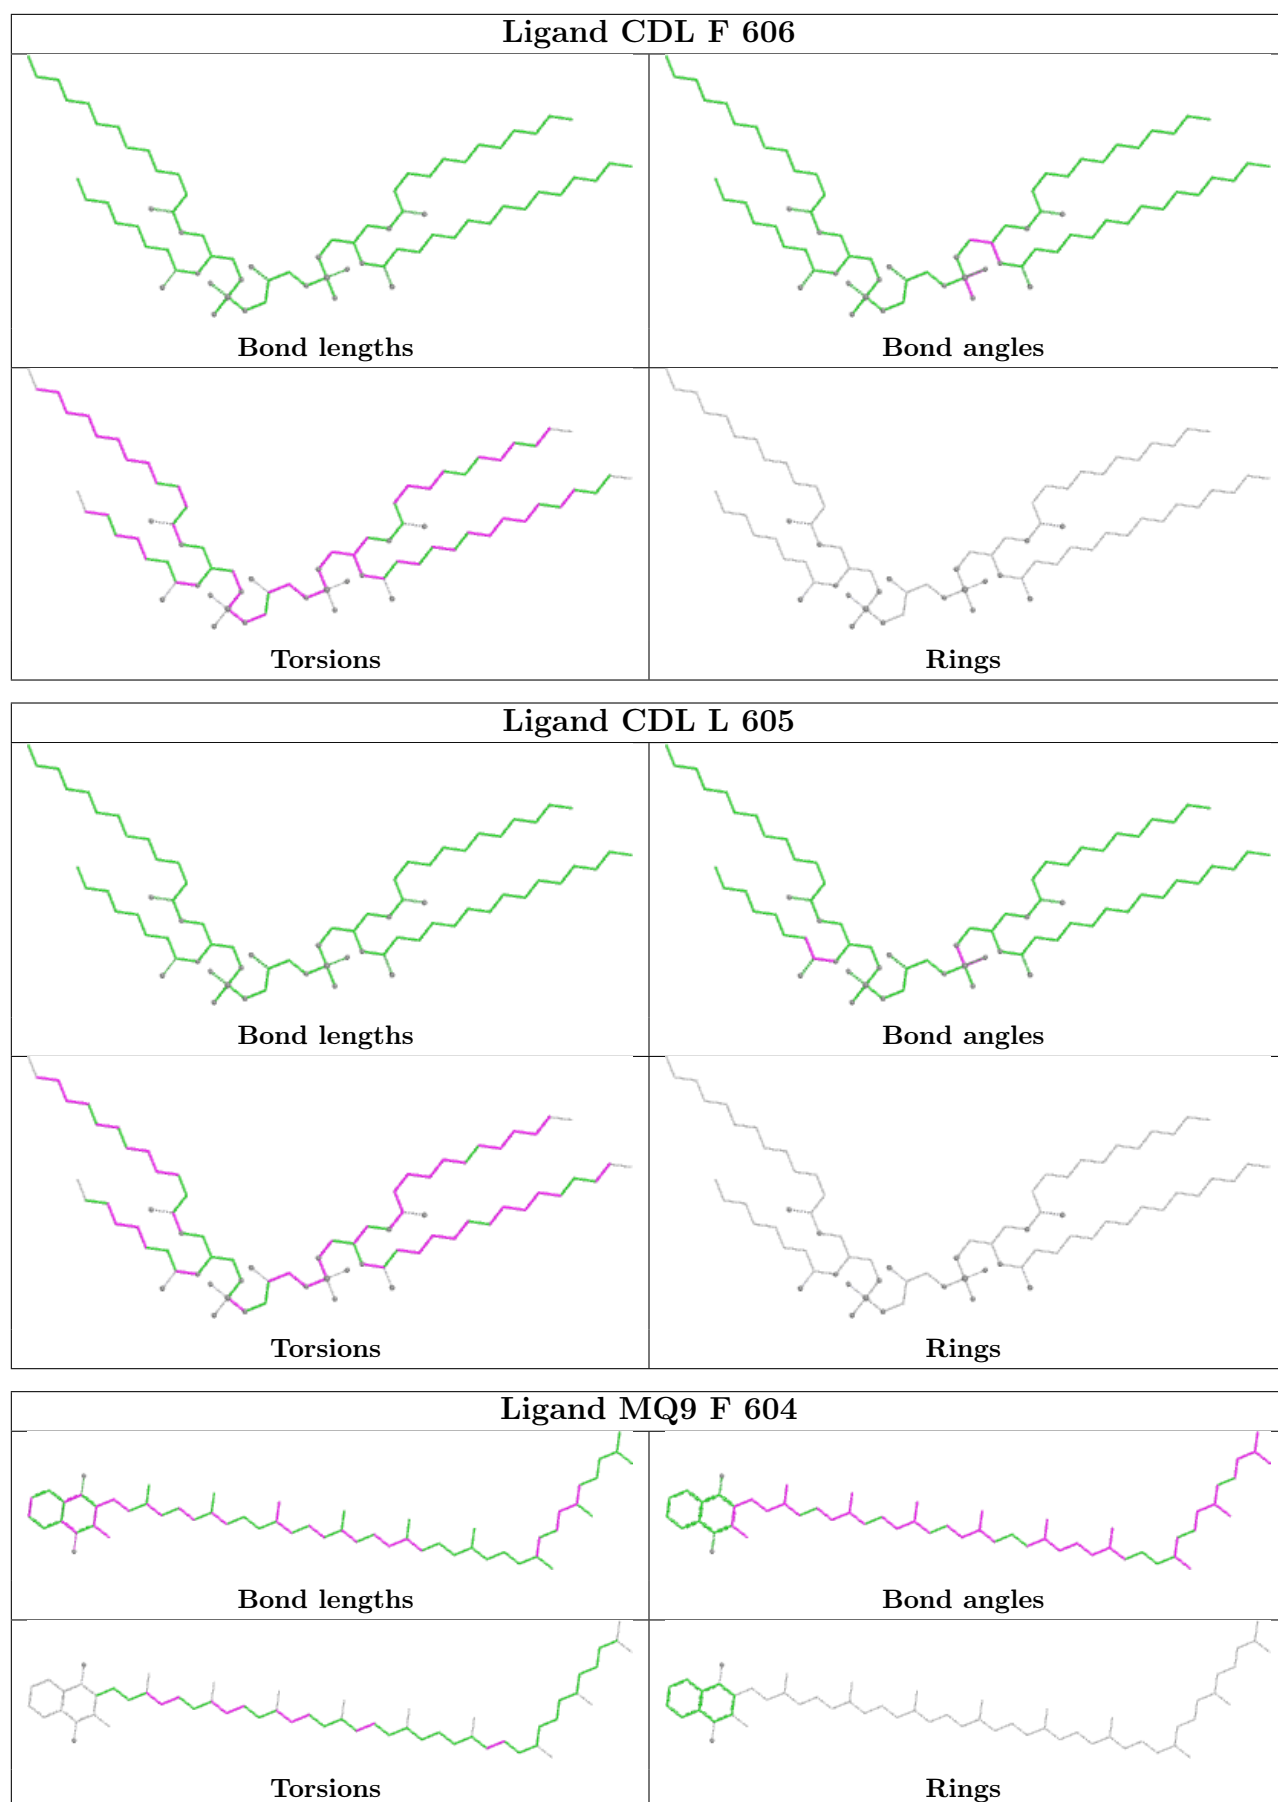 Ligand CDL F 606
Bond lengths
Bond angles
Torsions
Rings
Ligand CDL L 605
Bond lengths
Bond angles
Torsions
Rings
Ligand MQ9 F 604
Bond lengths
Bond angles
Torsions
Rings